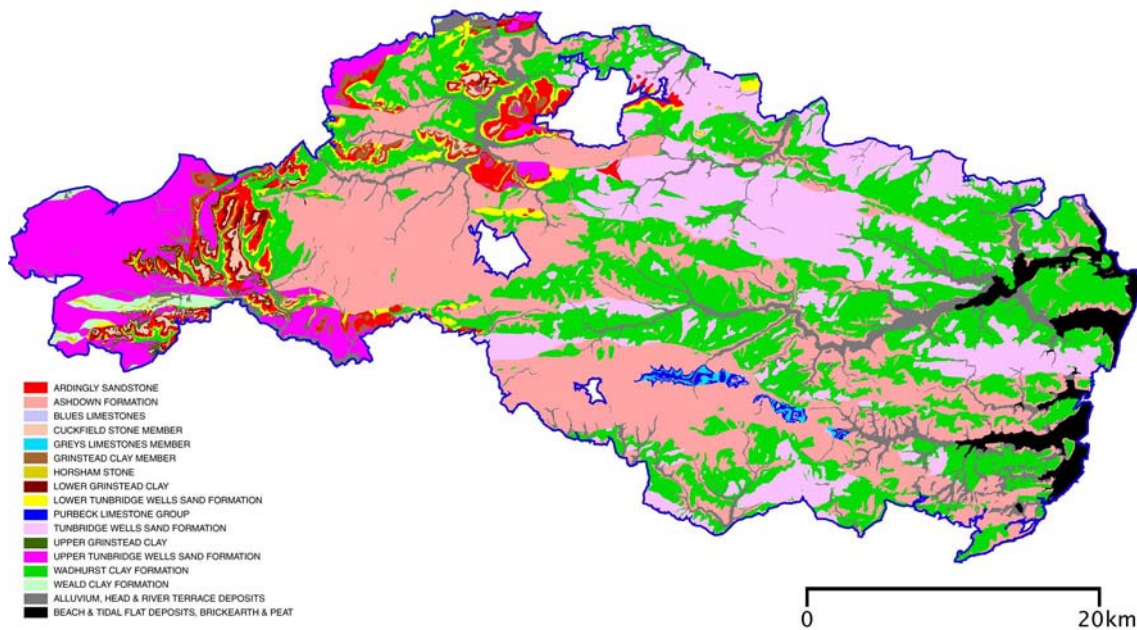 ARDINGLY SANDSTONE
ASHDOWN FORMATION
BLUES LIMESTONES
CUCKFIELD STONE MEMBER
GREYS LIMESTONES MEMBER
GRINSTEAD CLAY MEMBER
HORSHAM STONE
LOWER GRINSTEAD CLAY
LOWER TUNBRIDGE WELLS SAND FORMATION
PURBECK LIMESTONE GROUP
TUNBRIDGE WELLS SAND FORMATION
UPPER GRINSTEAD CLAY
UPPER TUNBRIDGE WELLS SAND FORMATION
WADHURST CLAY FORMATION
WEALD CLAY FORMATION
ALLUVIUM, HEAD & RIVER TERRACE DEPOSITS
BEACH & TIDAL FLAT DEPOSITS, BRICKEARTH & PEAT
0 20km